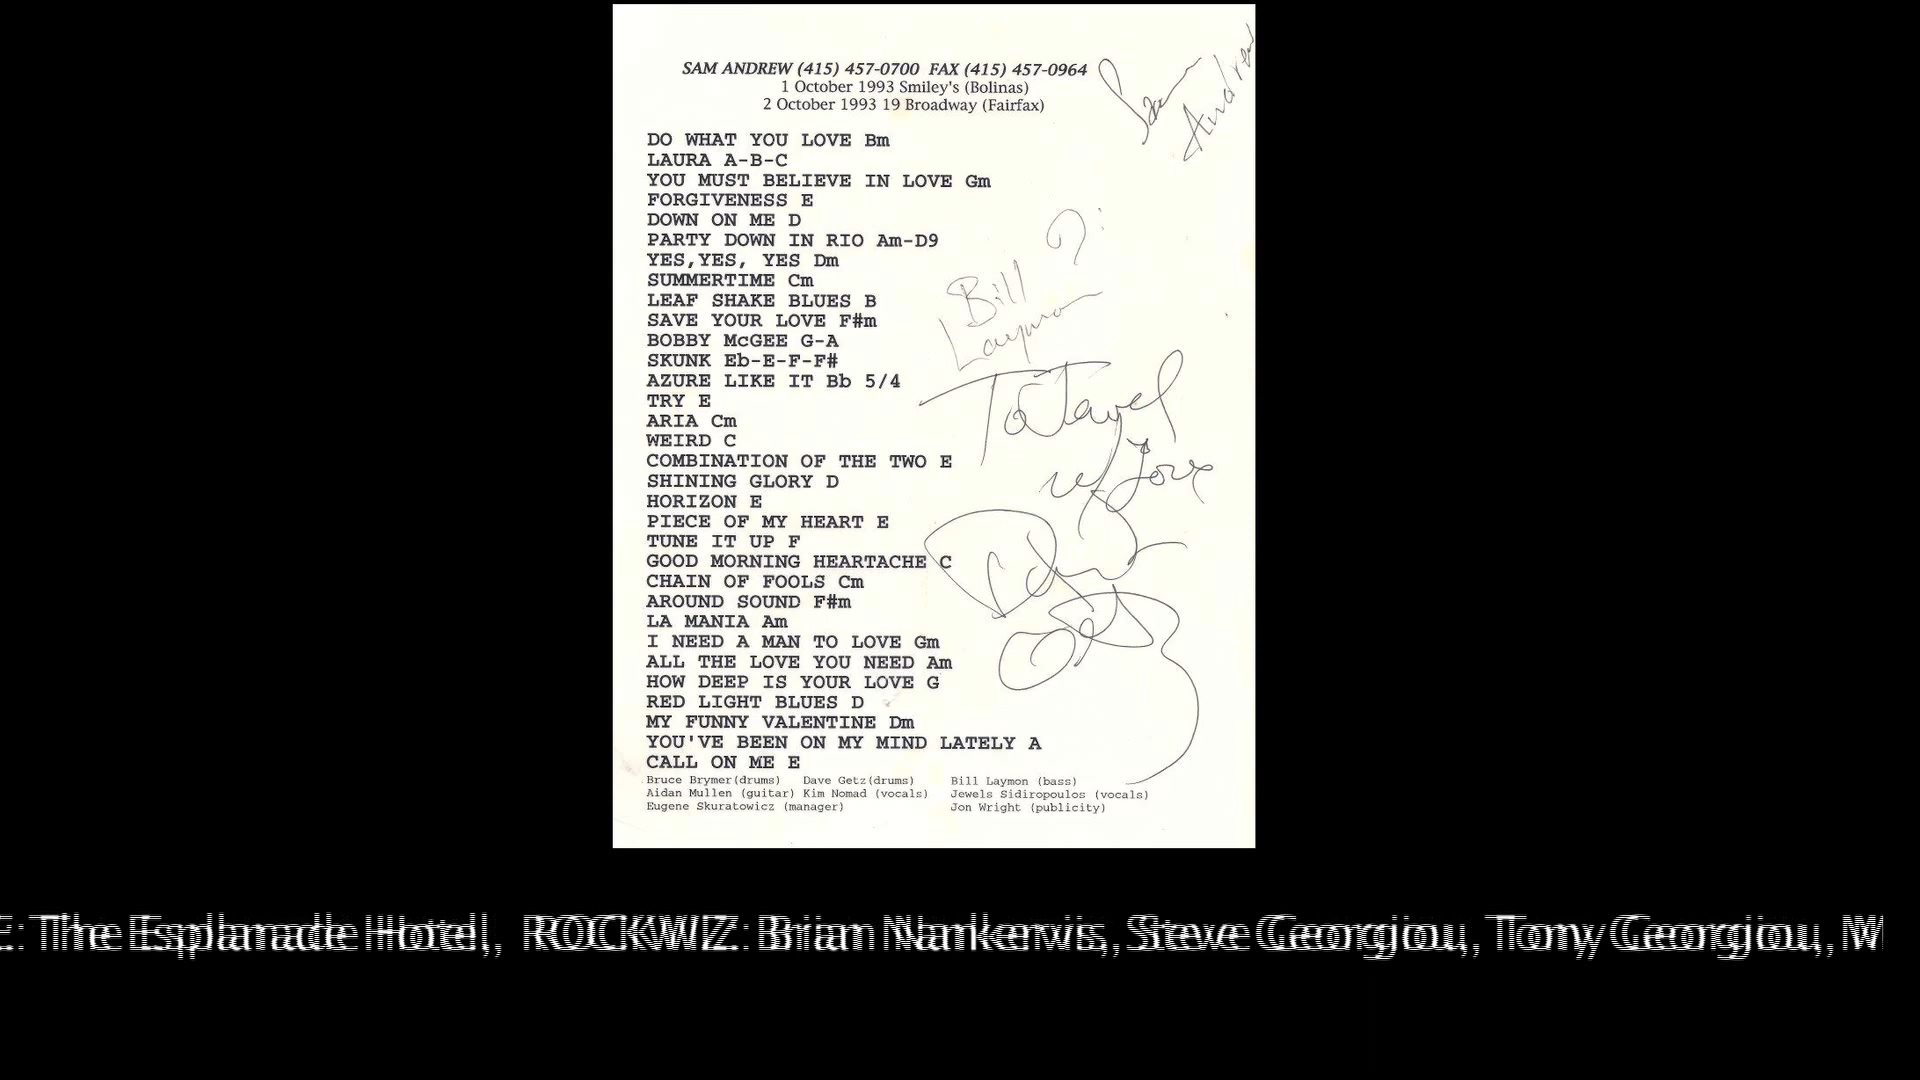 SAM ANDREW (415) 457-0700 FAX (415) 457-0964
1 October 1993 Smiley's (Bolinas)
2 October 1993 19 Broadway (Fairfax)
Sam
Andrew
DO WHAT YOU LOVE Bm
LAURA A-B-C
YOU MUST BELIEVE IN LOVE Gm
FORGIVENESS E
DOWN ON ME D
PARTY DOWN IN RIO Am-D9
YES,YES, YES Dm
SUMMERTIME Cm
LEAF SHAKE BLUES B
SAVE YOUR LOVE F#m
BOBBY McGEE G-A
SKUNK Eb-E-F-F#
AZURE LIKE IT Bb 5/4
TRY E
ARIA Cm
WEIRD C
COMBINATION OF THE TWO E
SHINING GLORY D
HORIZON E
PIECE OF MY HEART E
TUNE IT UP F
GOOD MORNING HEARTACHE C
CHAIN OF FOOLS Cm
AROUND SOUND F#m
LA MANIA Am
I NEED A MAN TO LOVE Gm
ALL THE LOVE YOU NEED Am
HOW DEEP IS YOUR LOVE G
RED LIGHT BLUES D
MY FUNNY VALENTINE Dm
YOU'VE BEEN ON MY MIND LATELY A
CALL ON ME E
Bill
Laymon
To
w/ Love
Bruce Brymer(drums) Dave Getz(drums) Bill Laymon (bass)
Aidan Mullen (guitar) Kim Nomad (vocals) Jewels Sidiropoulos (vocals)
Eugene Skuratowicz (manager) Jon Wright (publicity)
E: The Esplanade Hotel, ROCKWIZ: Brian Nankervis, Steve Georgiou, Tony Georgiou, M